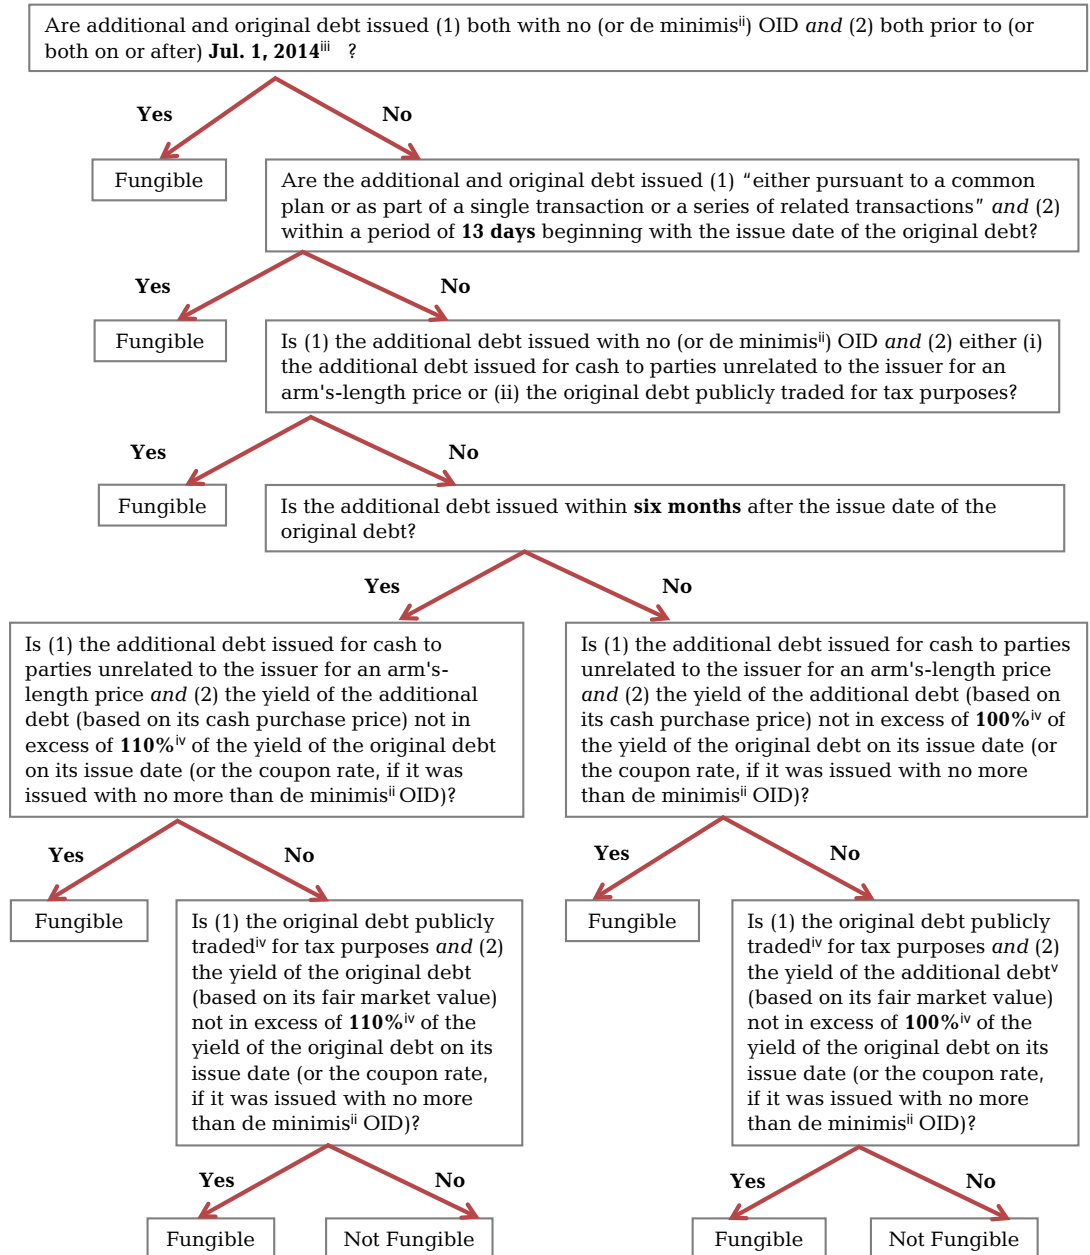 Are additional and original debt issued (1) both with no (or de minimisⁱⁱ) OID and (2) both prior to (or
both on or after) Jul. 1, 2014ⁱⁱⁱ ?
Yes
No
Fungible
Are the additional and original debt issued (1) “either pursuant to a common
plan or as part of a single transaction or a series of related transactions” and (2)
within a period of 13 days beginning with the issue date of the original debt?
Yes
No
Fungible
Is (1) the additional debt issued with no (or de minimisⁱⁱ) OID and (2) either (i)
the additional debt issued for cash to parties unrelated to the issuer for an
arm's-length price or (ii) the original debt publicly traded for tax purposes?
Yes
No
Fungible
Is the additional debt issued within six months after the issue date of the
original debt?
Yes
No
Is (1) the additional debt issued for cash to
parties unrelated to the issuer for an arm's-
length price and (2) the yield of the additional
debt (based on its cash purchase price) not in
excess of 110%ⁱᵛ of the yield of the original debt
on its issue date (or the coupon rate, if it was
issued with no more than de minimisⁱⁱ OID)?
Is (1) the additional debt issued for cash to parties
unrelated to the issuer for an arm's-length price
and (2) the yield of the additional debt (based on
its cash purchase price) not in excess of 100%ⁱᵛ of
the yield of the original debt on its issue date (or
the coupon rate, if it was issued with no more
than de minimisⁱⁱ OID)?
Yes
No
Yes
No
Fungible
Is (1) the original debt publicly
tradedⁱᵛ for tax purposes and (2)
the yield of the original debt
(based on its fair market value)
not in excess of 110%ⁱᵛ of the
yield of the original debt on its
issue date (or the coupon rate,
if it was issued with no more
than de minimisⁱⁱ OID)?
Fungible
Is (1) the original debt publicly
tradedⁱᵛ for tax purposes and (2)
the yield of the additional debtᵛ
(based on its fair market value)
not in excess of 100%ⁱᵛ of the
yield of the original debt on its
issue date (or the coupon rate,
if it was issued with no more
than de minimisⁱⁱ OID)?
Yes
No
Yes
No
Fungible
Not Fungible
Fungible
Not Fungible